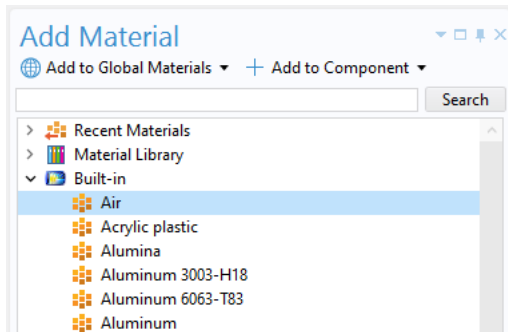 Add Material
Add to Global Materials Add to Component
Search
Recent Materials
Material Library
Built-in
Air
Acrylic plastic
Alumina
Aluminum 3003-H18
Aluminum 6063-T83
Aluminum